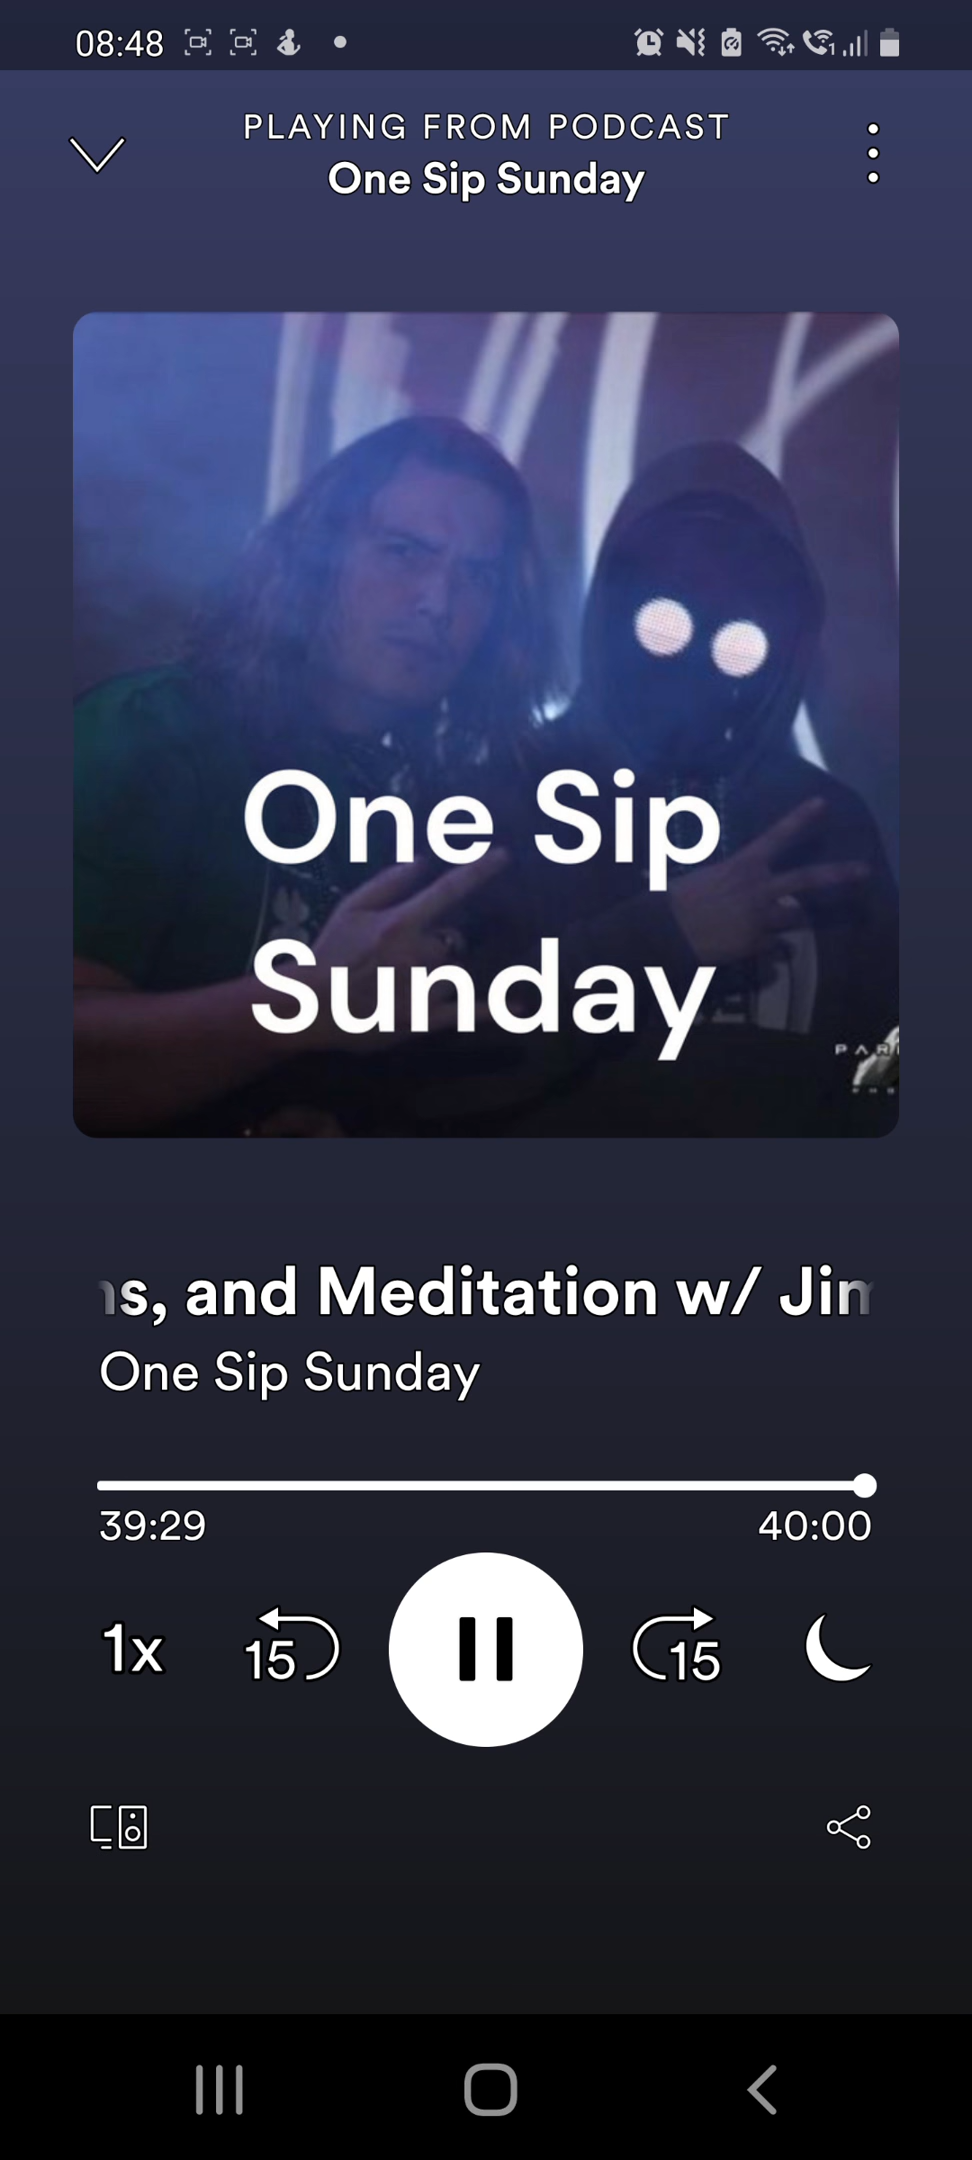 08:48
PLAYING FROM PODCAST
One Sip Sunday
One Sip
Sunday
and Meditation w/
One Sip Sunday
39:29
40:00
1x
15
15